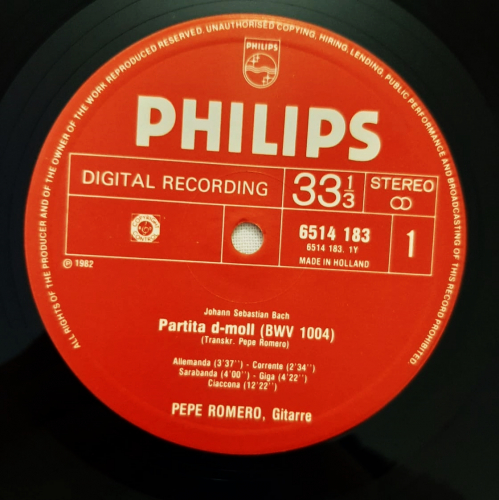 ALL RIGHTS OF THE PRODUCER AND OF THE OWNER OF THE WORK REPRODUCED RESERVED. UNAUTHORISED COPYING, HIRING, LENDING, PUBLIC PERFORMANCE AND BROADCASTING OF THIS RECORD PROHIBITED
PHILIPS
PHILIPS
DIGITAL RECORDING
33 1/3
STEREO
6514 183
6514 183. 1Y
MADE IN HOLLAND
1
℗ 1982
Johann Sebastian Bach
Partita d-moll (BWV 1004)
(Transkr. Pepe Romero)
Allemanda (3'37'') - Corrente (2'34'')
Sarabanda (4'00'') - Giga (4'22'')
Ciaccona (12'22'')
PEPE ROMERO, Gitarre